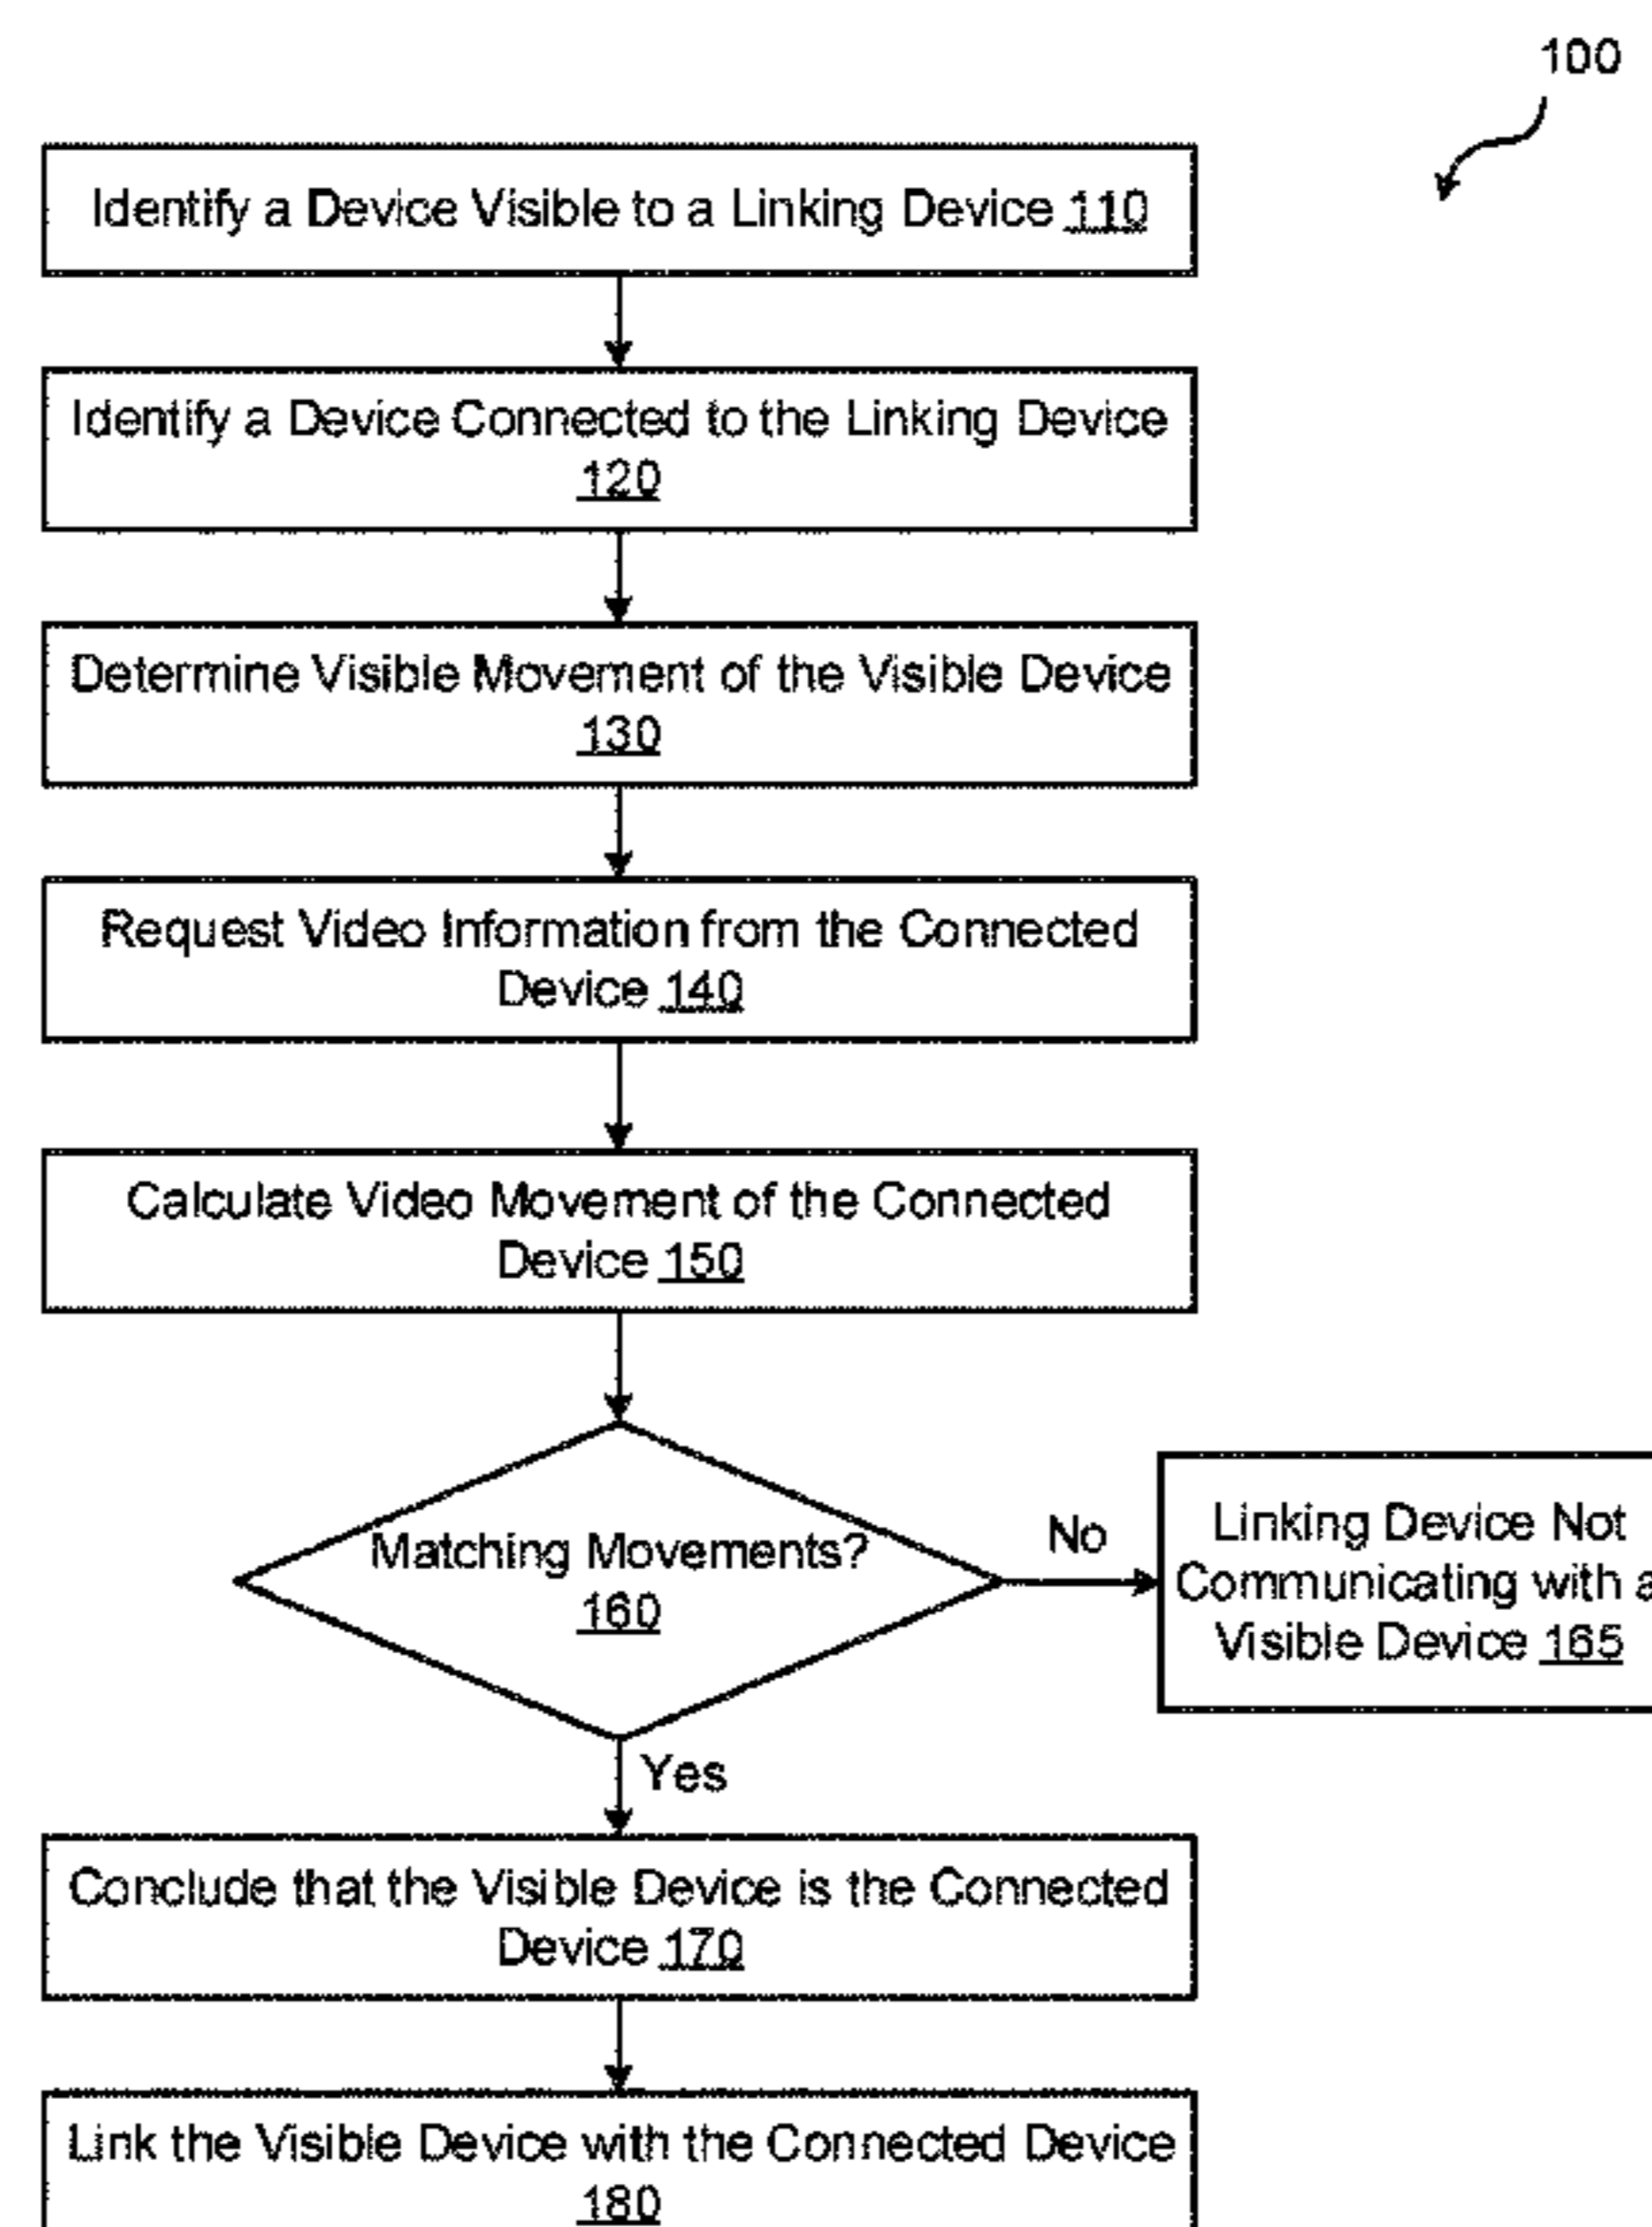 100
Identify a Device Visible to a Linking Device 110
Identify a Device Connected to the Linking Device
120
Determine Visible Movement of the Visible Device
130
Request Video Information from the Connected
Device 140
Calculate Video Movement of the Connected
Device 150
Matching Movements?
160
No
Linking Device Not
Communicating with a
Visible Device 165
Yes
Conclude that the Visible Device is the Connected
Device 170
Link the Visible Device with the Connected Device
180